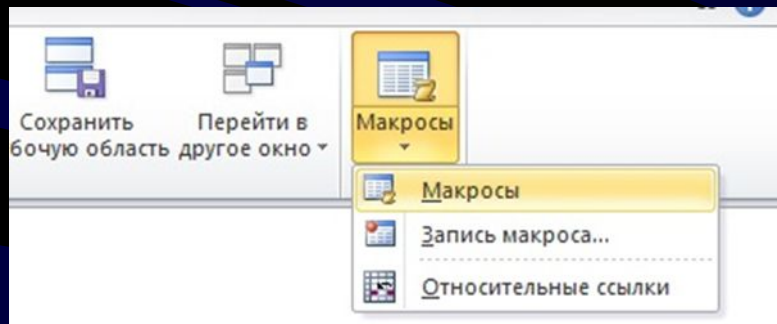 Сохранить
бочую область
Перейти в
другое окно
Макросы
Макросы
Запись макроса...
Относительные ссылки